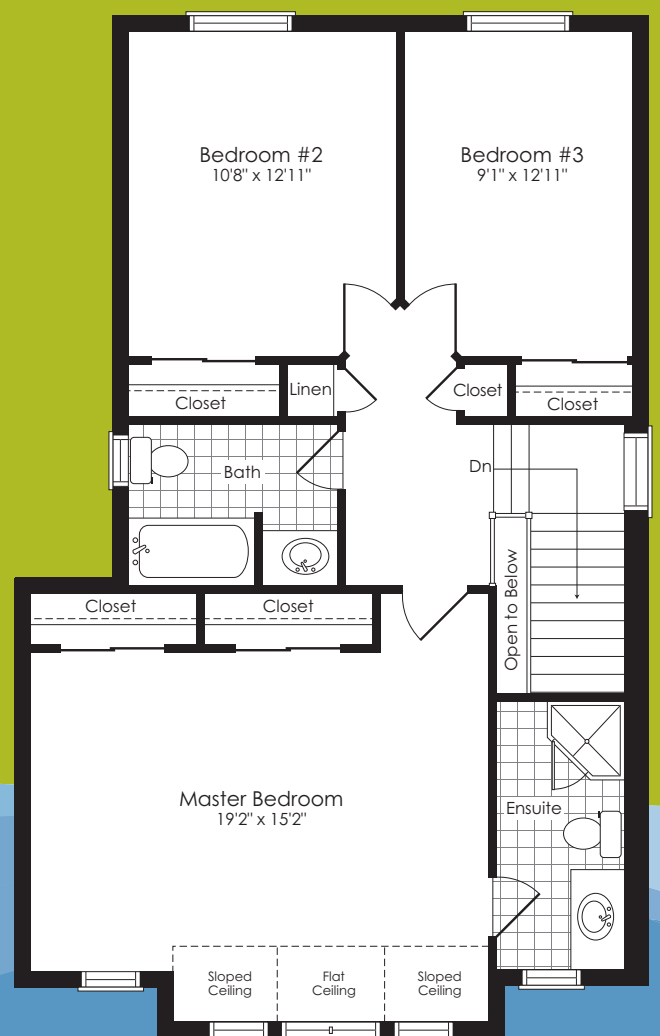 Bedroom #2
10'8" x 12'11"
Bedroom #3
9'1" x 12'11"
Closet
Linen
Closet
Closet
Bath
Dn
Open to Below
Closet
Closet
Master Bedroom
19'2" x 15'2"
Ensuite
Sloped
Ceiling
Flat
Ceiling
Sloped
Ceiling